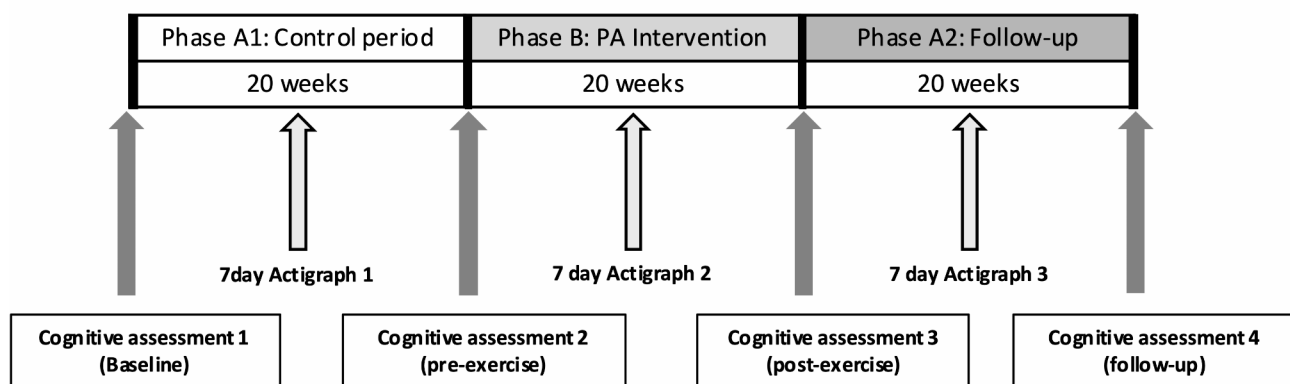 Phase A1: Control period
Phase B: PA Intervention
Phase A2: Follow-up
20 weeks
20 weeks
20 weeks
7day Actigraph 1
7 day Actigraph 2
7 day Actigraph 3
Cognitive assessment 1
(Baseline)
Cognitive assessment 2
(pre-exercise)
Cognitive assessment 3
(post-exercise)
Cognitive assessment 4
(follow-up)